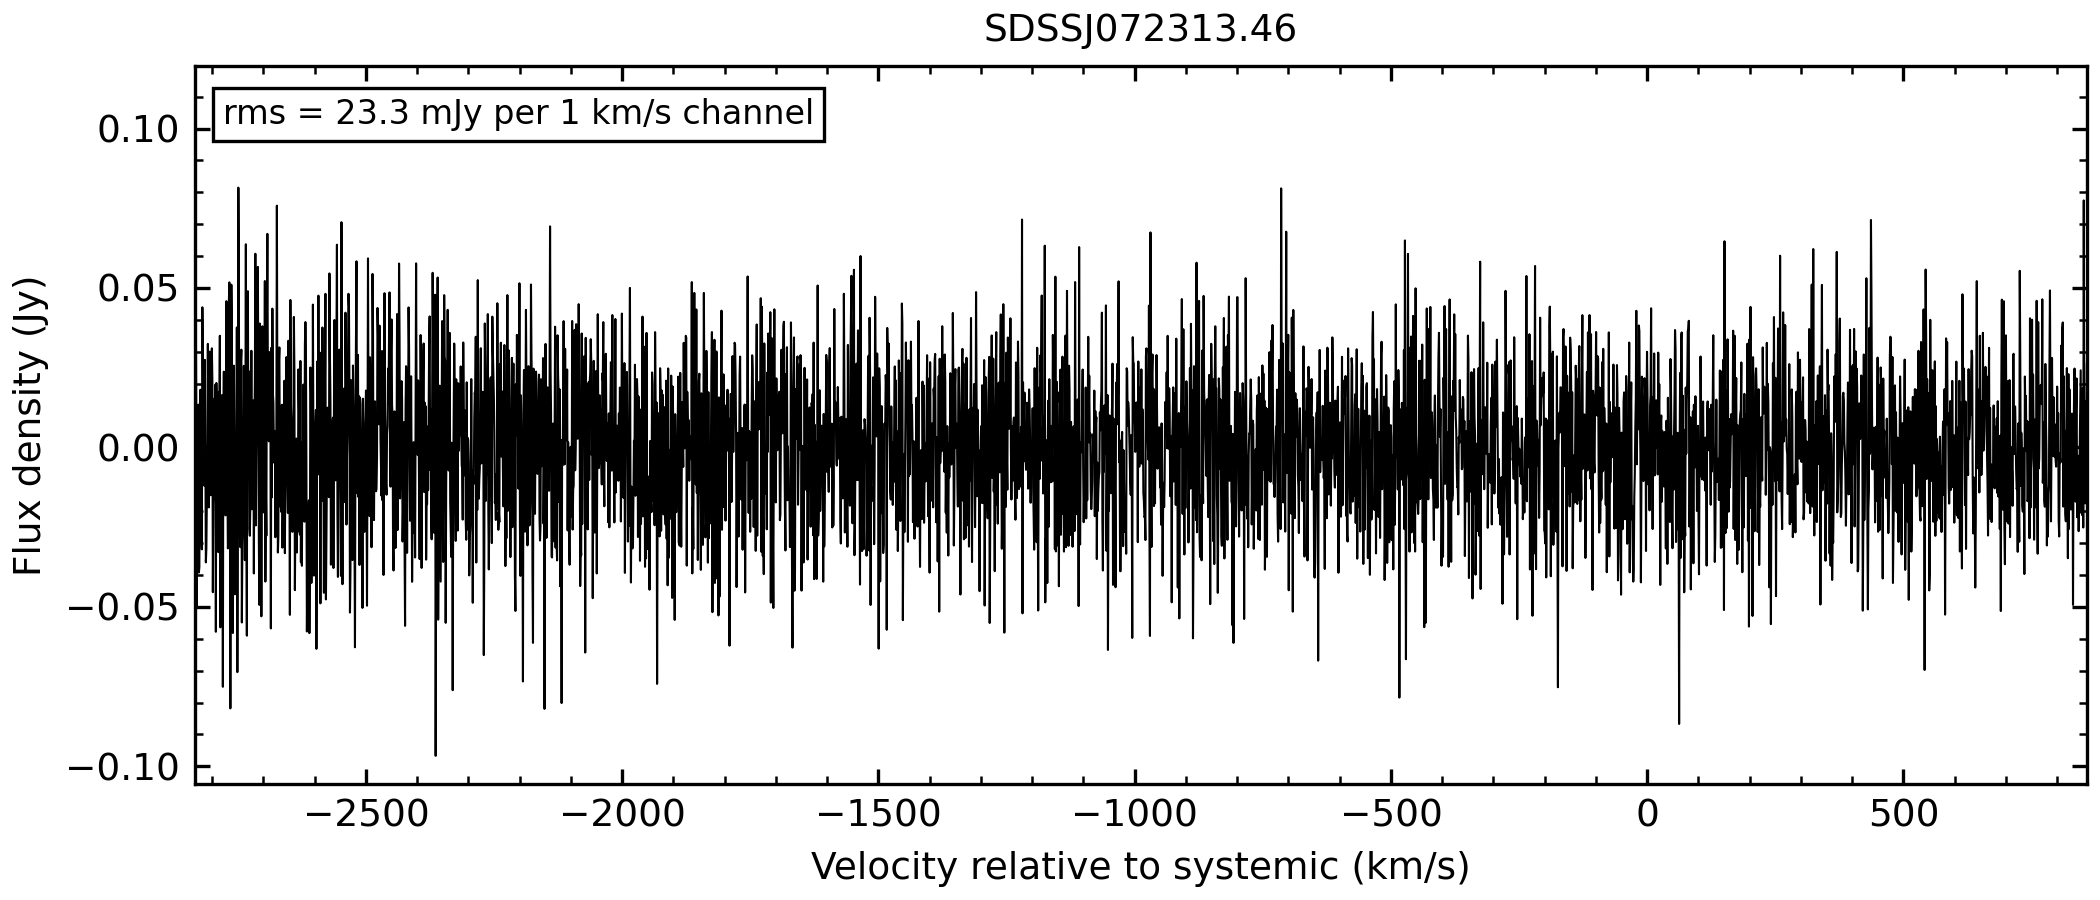 SDSSJ072313.46
rms = 23.3 mJy per 1 km/s channel
0.10
0.05
0.00
−0.05
−0.10
Flux density (Jy)
−2500 −2000 −1500 −1000 −500 0 500
Velocity relative to systemic (km/s)